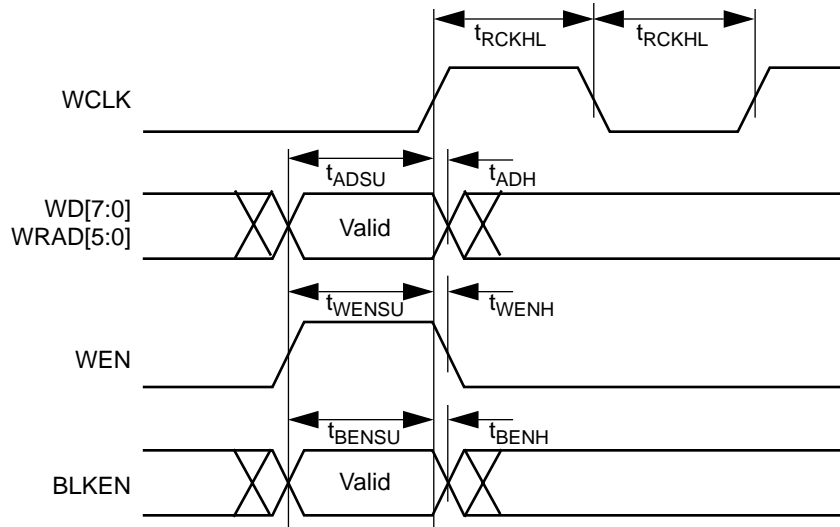 tRCKHL tRCKHL
WCLK
tADSU tADH
WD[7:0]
WRAD[5:0]
Valid
tWENSU tWENH
WEN
tBENSU tBENH
BLKEN
Valid